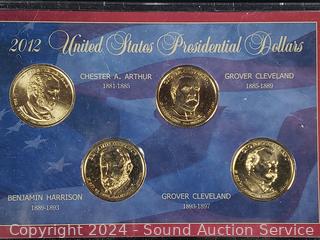 2012 United States Presidential Dollars
CHESTER A. ARTHUR
1881-1885
GROVER CLEVELAND
1885-1889
BENJAMIN HARRISON
1889-1893
GROVER CLEVELAND
1893-1897
Copyright 2024 - Sound Auction Service